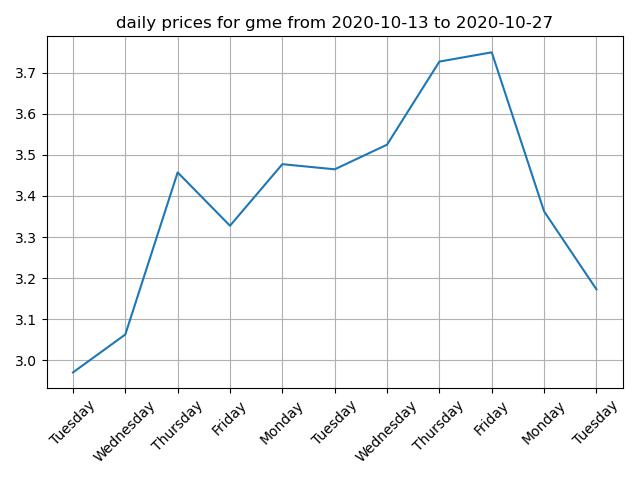 daily prices for gme from 2020-10-13 to 2020-10-27
3.7
3.6
3.5
3.4
3.3
3.2
3.1
3.0
Tuesday
Wednesday
Thursday
Friday
Monday
Tuesday
Wednesday
Thursday
Friday
Monday
Tuesday